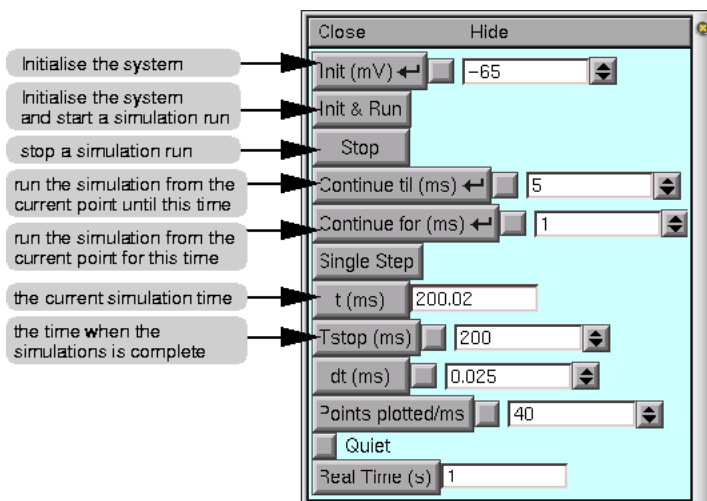 Close Hide
Initialise the system
Init (mV) -65
Initialise the system
and start a simulation run
Init & Run
stop a simulation run
Stop
run the simulation from the
current point until this time
Continue til (ms) 5
run the simulation from the
current point for this time
Continue for (ms) 1
Single Step
the current simulation time
t (ms) 200.02
the time when the
simulations is complete
Tstop (ms) 200
dt (ms) 0.025
Points plotted/ms 40
Quiet
Real Time (s) 1